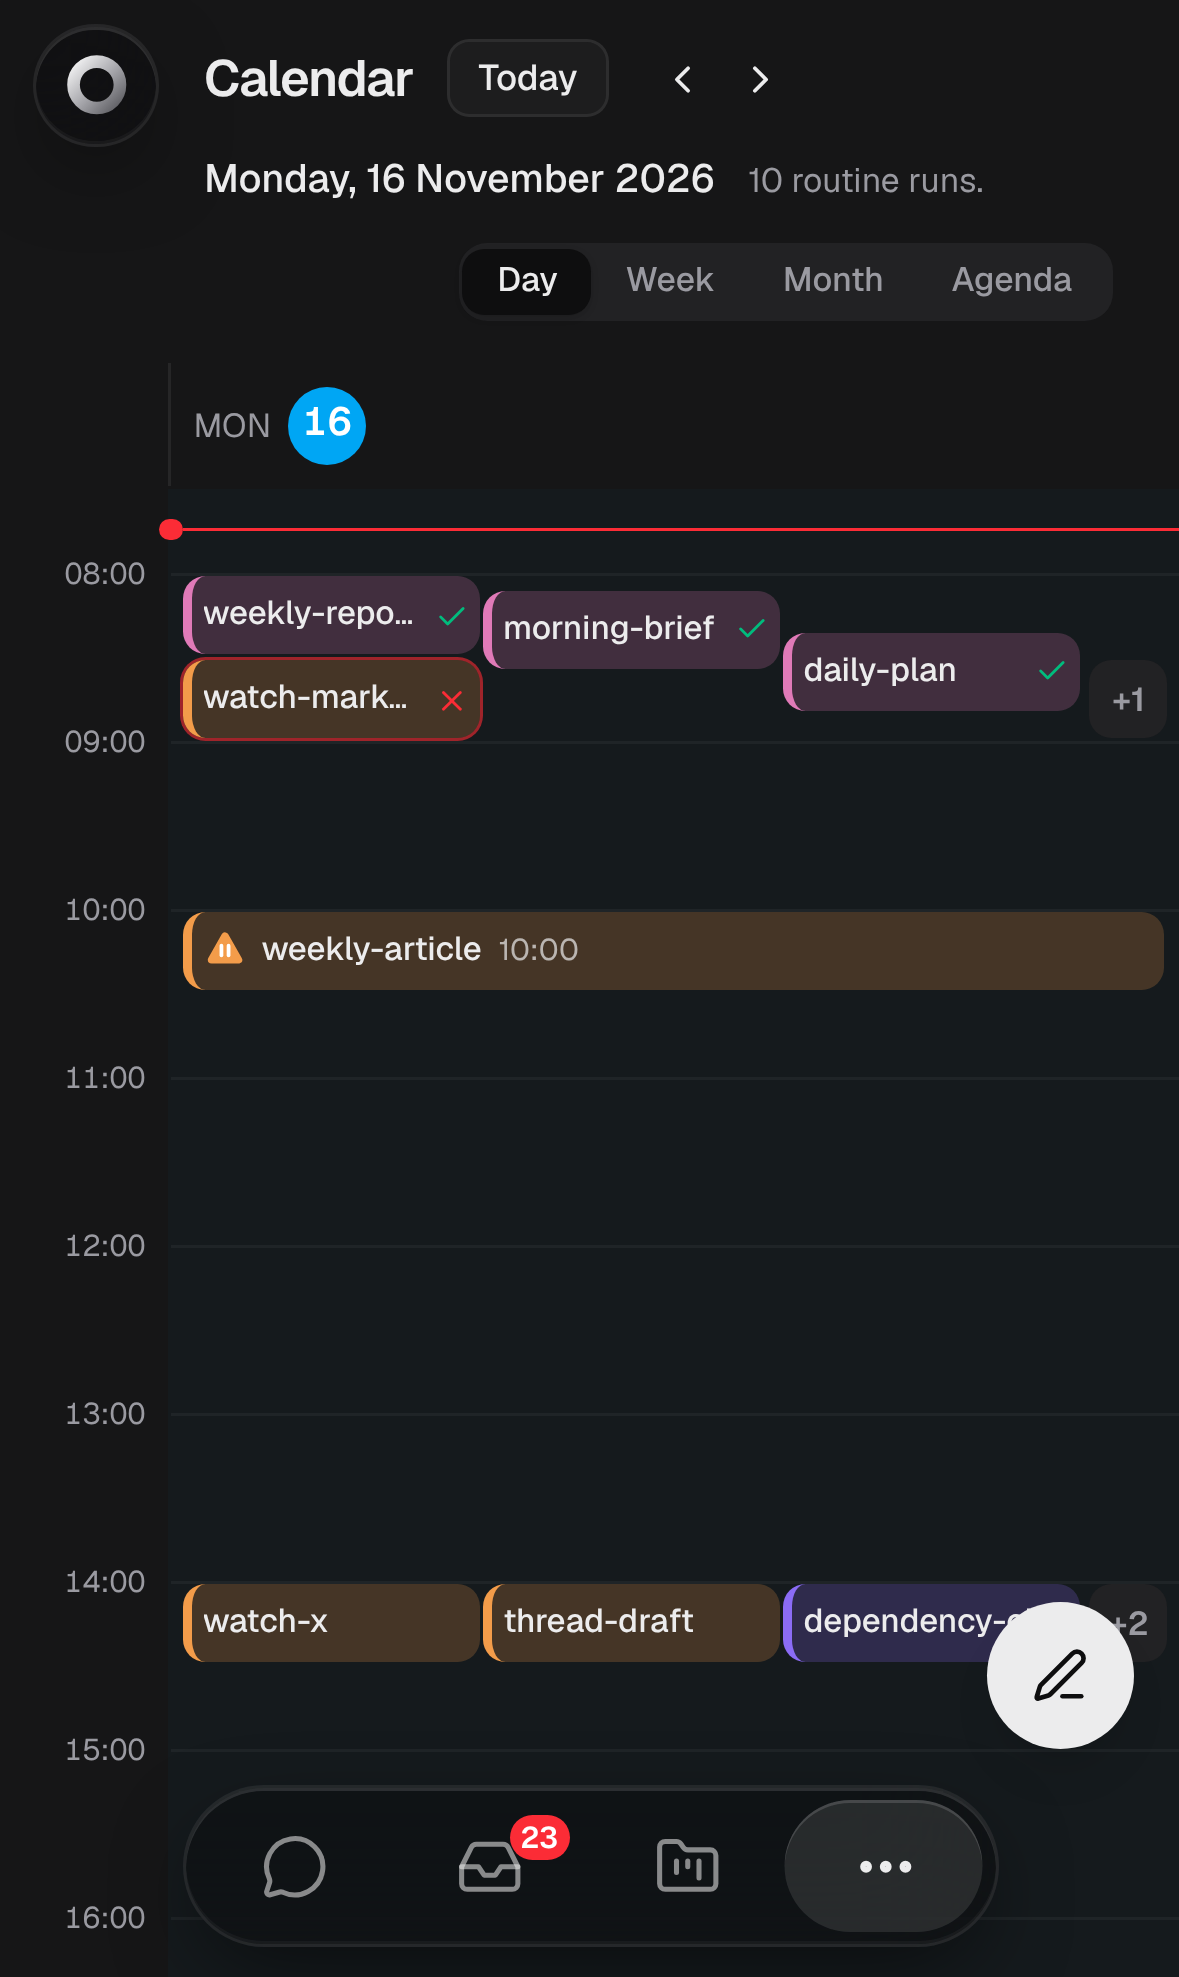 Calendar Today
Monday, 16 November 2026 10 routine runs.
Day Week Month Agenda
MON 16
08:00
weekly-repo...
morning-brief
daily-plan
watch-mark...
+1
09:00
10:00
weekly-article 10:00
11:00
12:00
13:00
14:00
watch-x
thread-draft
+2
15:00
23
16:00